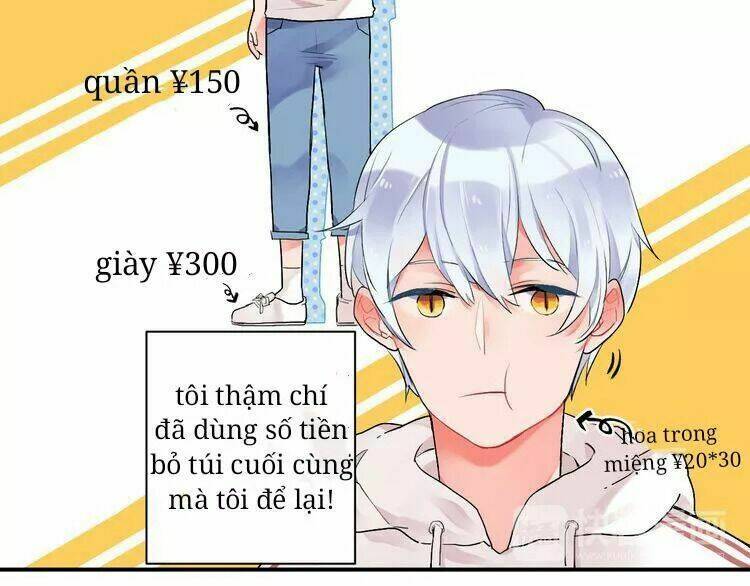 quần ¥150
giày ¥300
tôi thậm chí
đã dùng số tiền
bỏ túi cuối cùng
mà tôi để lại!
hoa trong
miệng ¥20*30